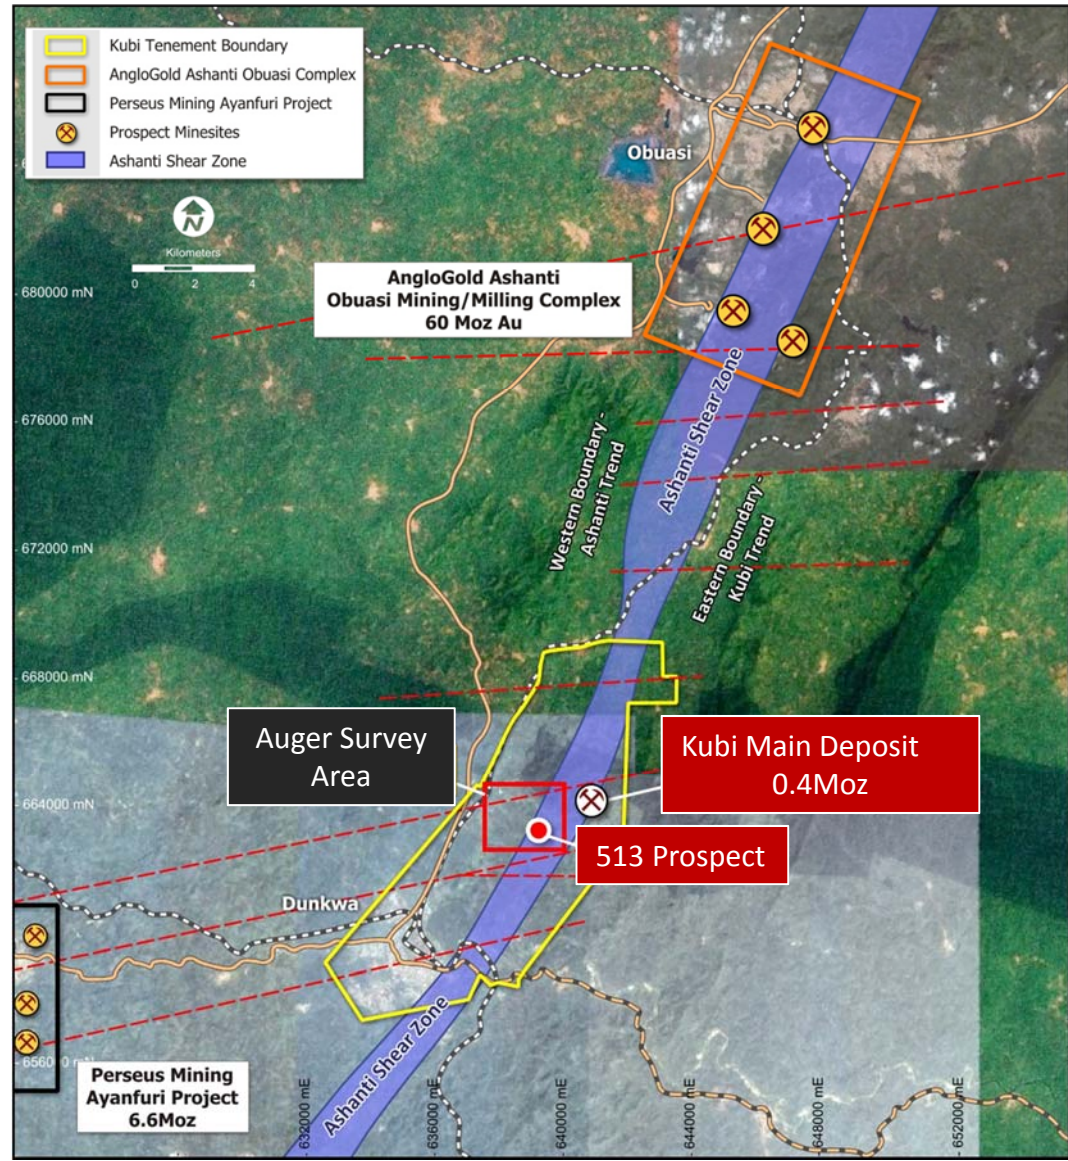 Kubi Tenement Boundary
AngloGold Ashanti Obuasi Complex
Perseus Mining Ayanfuri Project
Prospect Minesites
Ashanti Shear Zone
N
Kilometers
0 2 4
Obuasi
AngloGold Ashanti
Obuasi Mining/Milling Complex
60 Moz Au
680000 mN
676000 mN
672000 mN
668000 mN
664000 mN
Ashanti Shear Zone
Western Boundary -
Ashanti Trend
Eastern Boundary -
Kubi Trend
Auger Survey
Area
Kubi Main Deposit
0.4Moz
513 Prospect
Dunkwa
Perseus Mining
Ayanfuri Project
6.6Moz
Ashanti Shear Zone
632000 mE
636000 mE
640000 mE
644000 mE
648000 mE
652000 mE